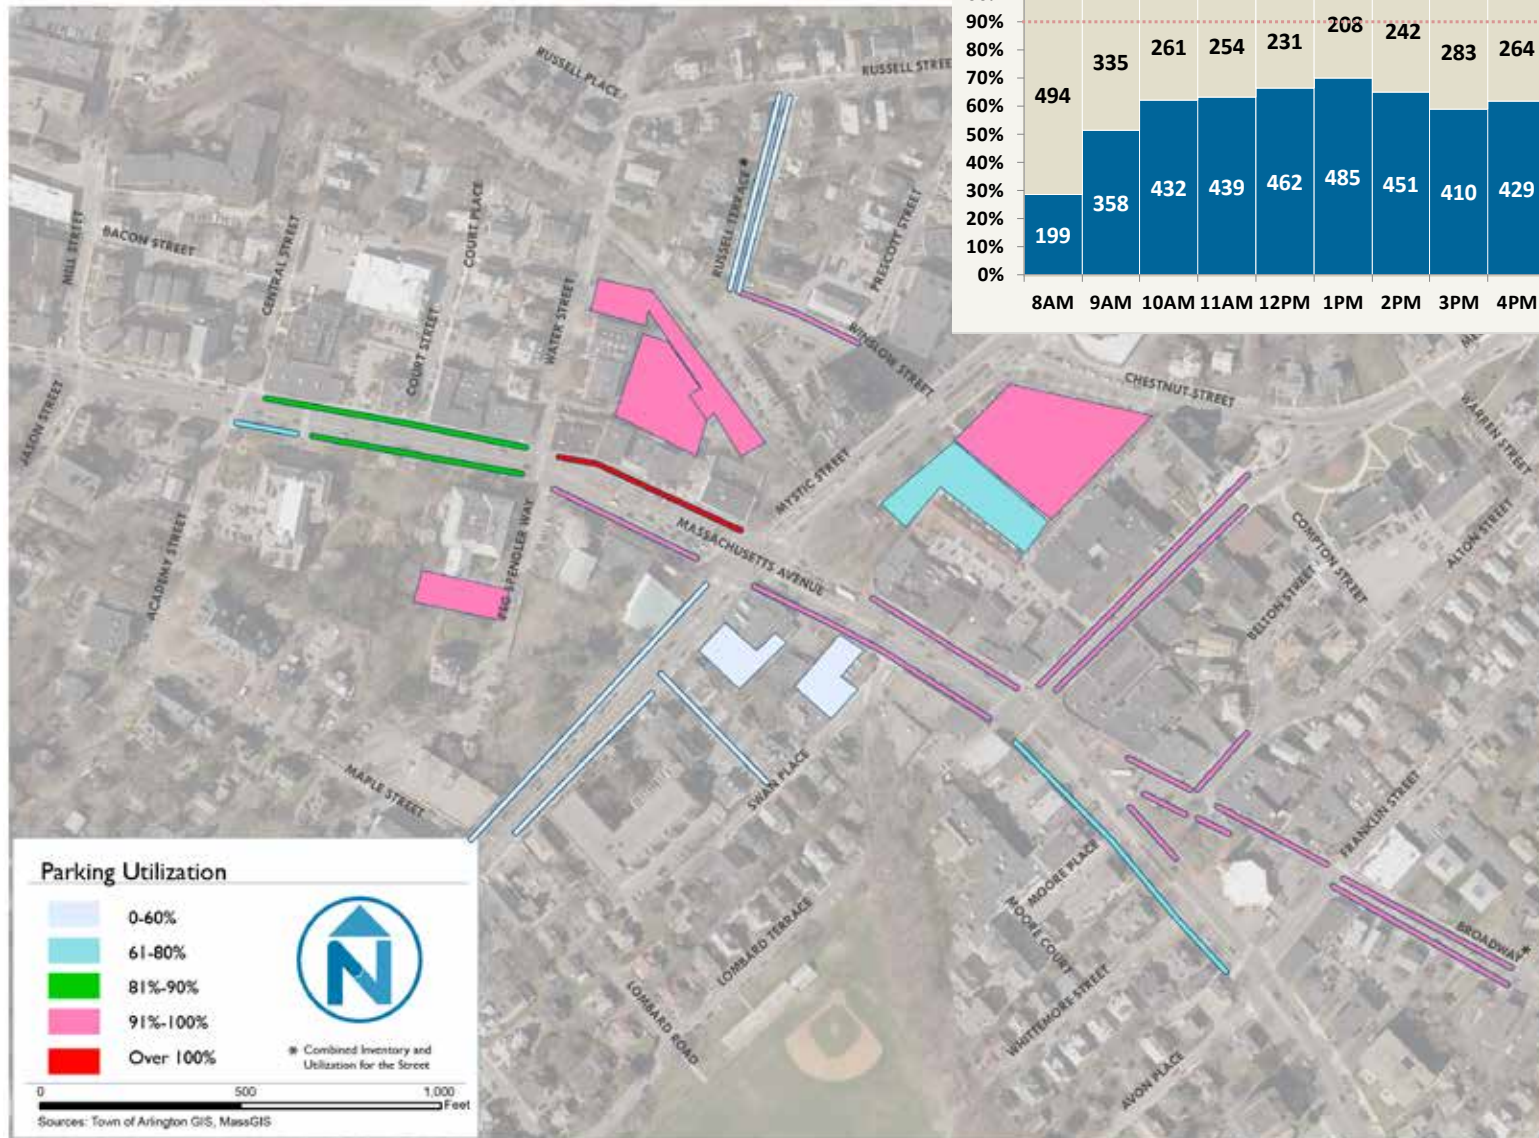 90%
80%
70%
60%
50%
40%
30%
20%
10%
0%
494
335
261
254
231
208
242
283
264
199
358
432
439
462
485
451
410
429
8AM 9AM 10AM 11AM 12PM 1PM 2PM 3PM 4PM
RUSSELL PLACE
RUSSELL STREE
RUSSELL TERRACE *
PRESCOTT STREET
MILL STREET
BACON STREET
CENTRAL STREET
COURT PLACE
COURT STREET
WATER STREET
WINSLOW STREET
CHESTNUT STREET
WARREN STREET
JASON STREET
MYSTIC STREET
MASSACHUSETTS AVENUE
ACADEMY STREET
PEG SPENGLER WAY
COMPTON STREET
ALTON STREET
BELTON STREET
MAPLE STREET
SWAN PLACE
FRANKLIN STREET
MOORE PLACE
MOORE COURT
BROADWAY *
LOMBARD TERRACE
LOMBARD ROAD
WHITTEMORE STREET
AVON PLACE
Parking Utilization
0-60%
61-80%
81%-90%
91%-100%
Over 100%
N
* Combined Inventory and
Utilization for the Street
0 500 1,000
Feet
Sources: Town of Arlington GIS, MassGIS